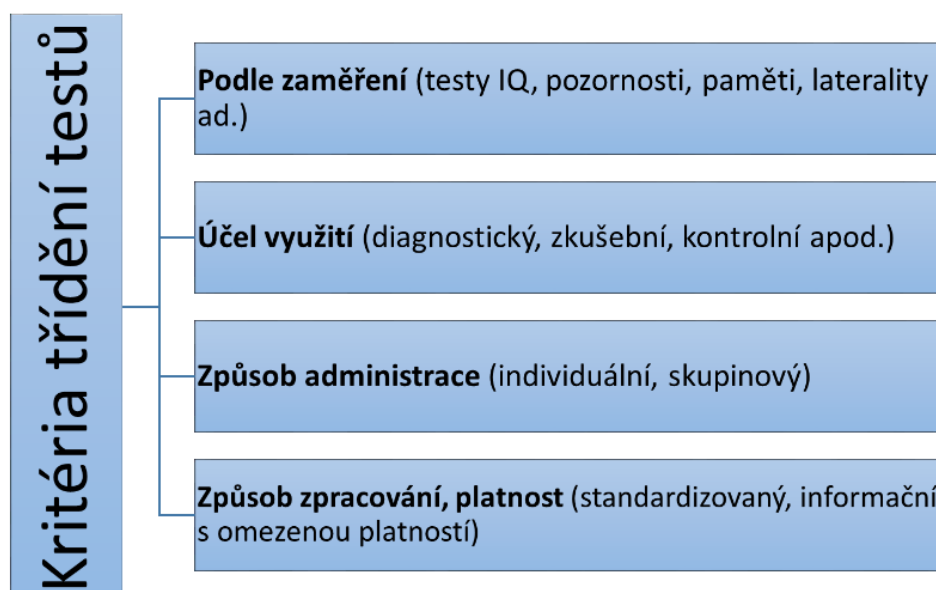 Kritéria třídění testů
Podle zaměření (testy IQ, pozornosti, paměti, laterality
ad.)
Účel využití (diagnostický, zkušební, kontrolní apod.)
Způsob administrace (individuální, skupinový)
Způsob zpracování, platnost (standardizovaný, informační
s omezenou platností)